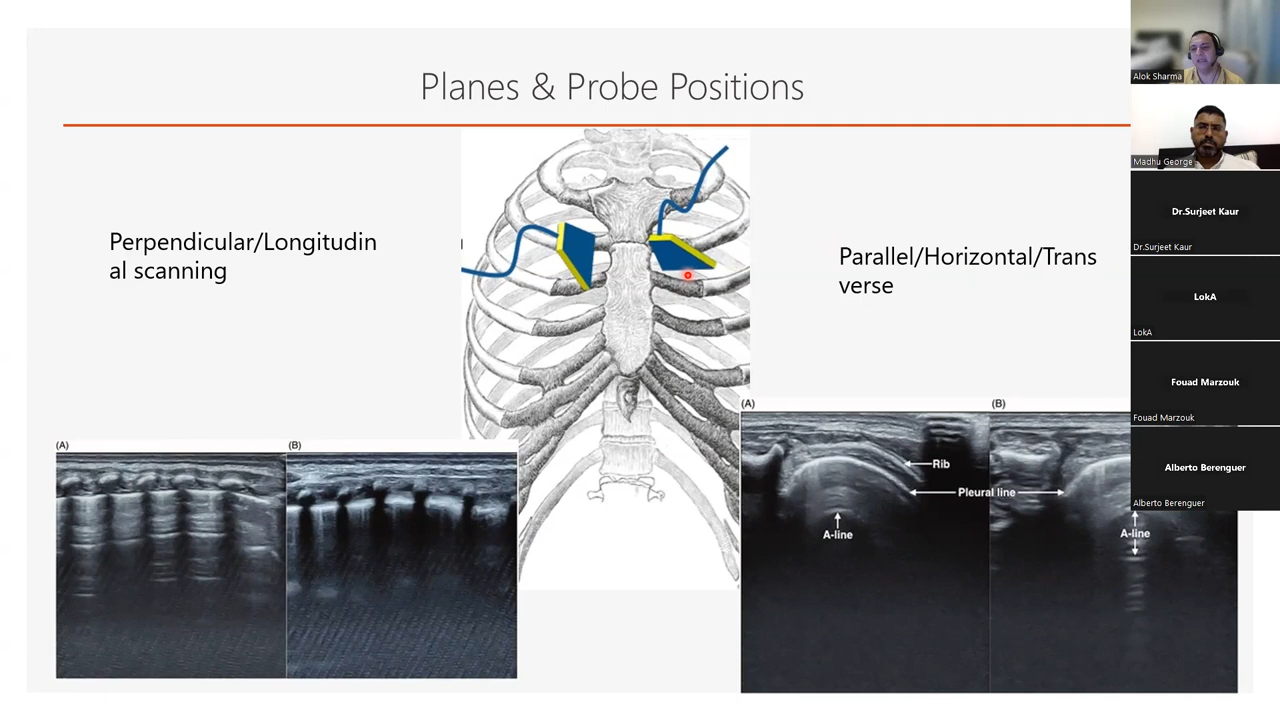 Planes & Probe Positions
Perpendicular/Longitudin
al scanning
Parallel/Horizontal/Trans
verse
(A)
(B)
(A)
(B)
Rib
Pleural line
A-line
A-line
Alok Sharma
Madhu George
Dr.Surjeet Kaur
Dr.Surjeet Kaur
LokA
LokA
Fouad Marzouk
Fouad Marzouk
Alberto Berenguer
Alberto Berenguer